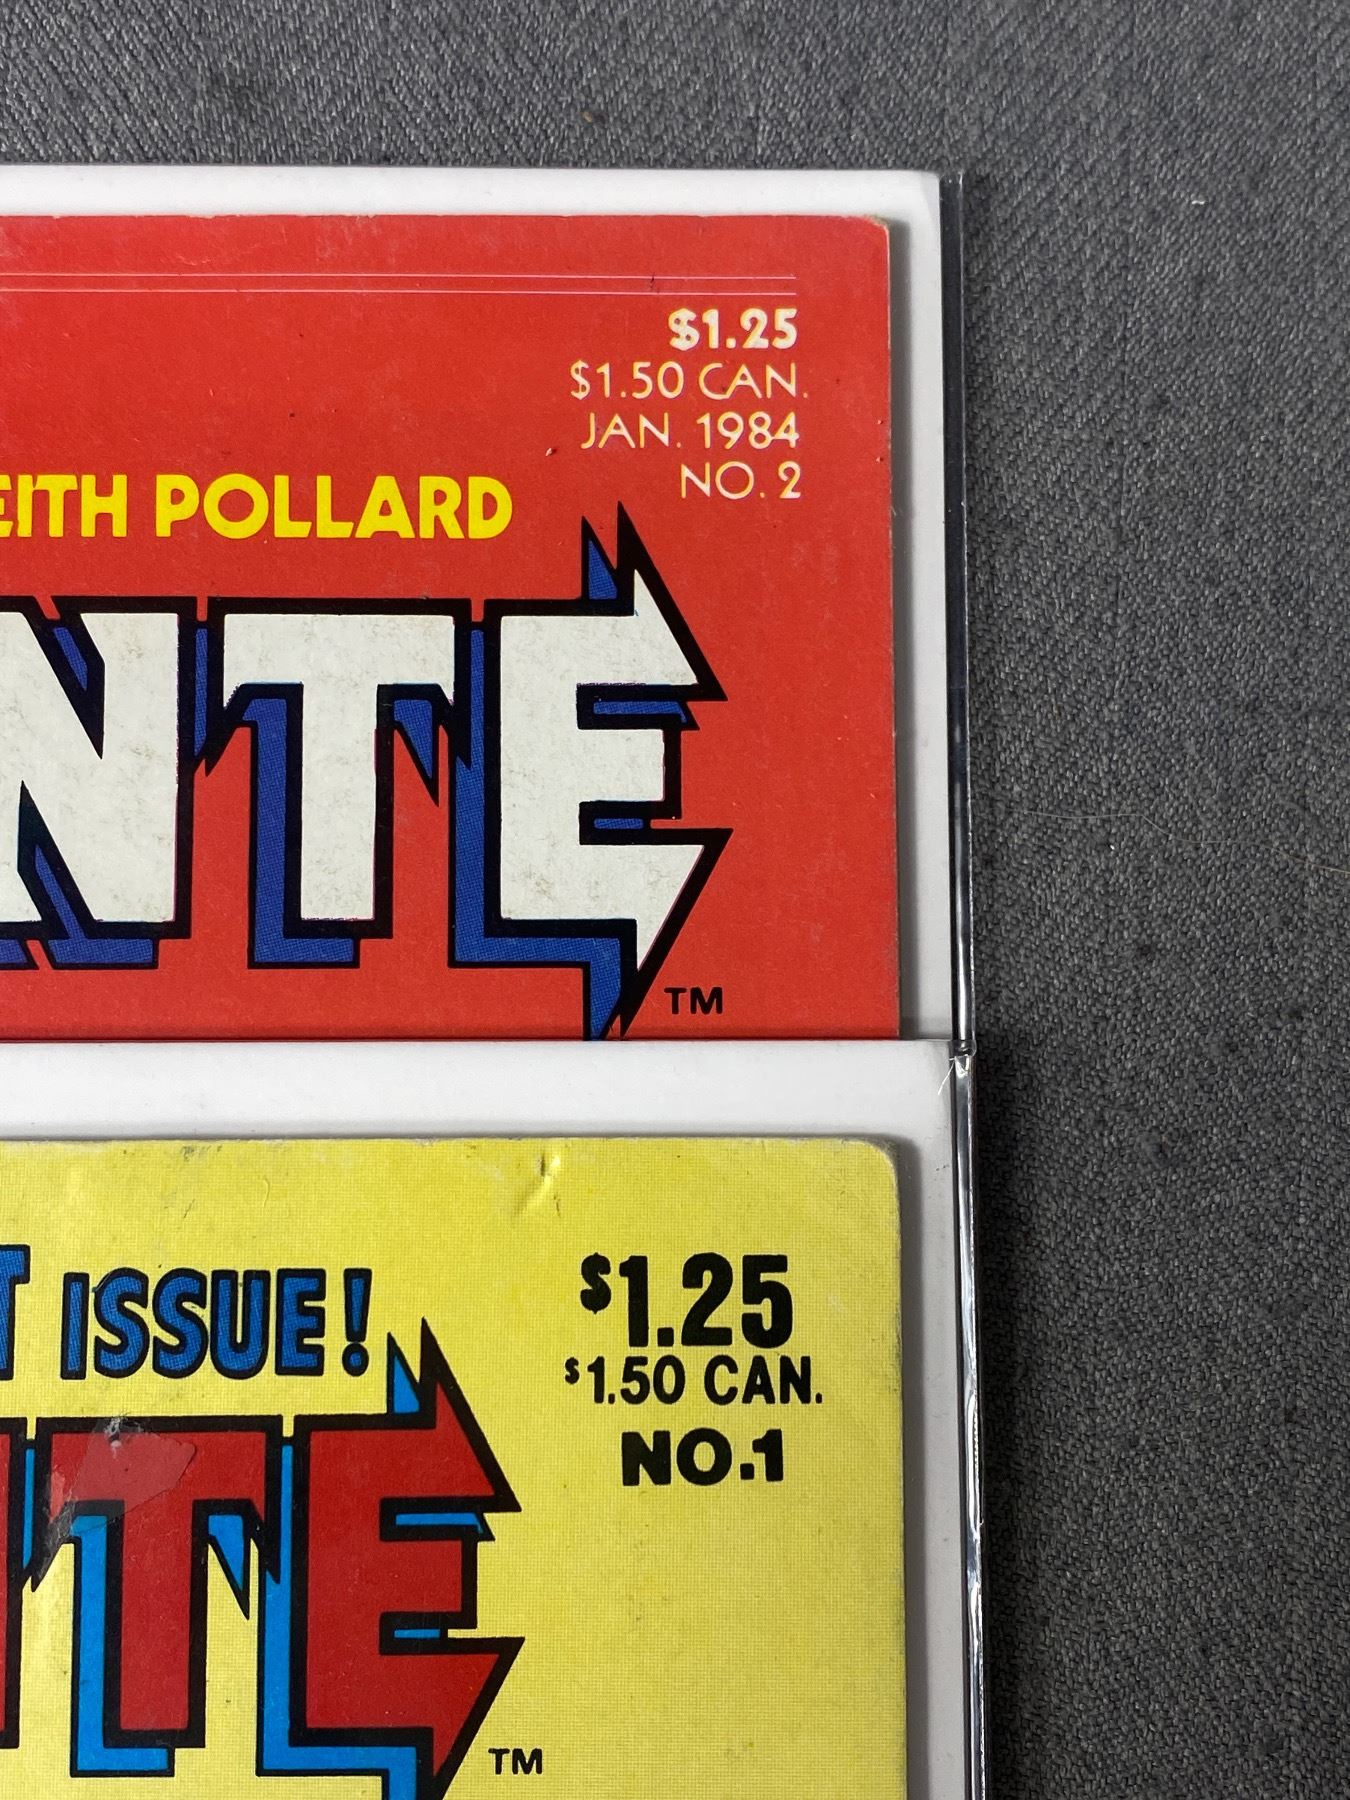 $1.25
$1.50 CAN.
JAN. 1984
NO. 2
EITH POLLARD
NTE
TM
T ISSUE!
$1.25
$1.50 CAN.
NO.1
NTE
TM